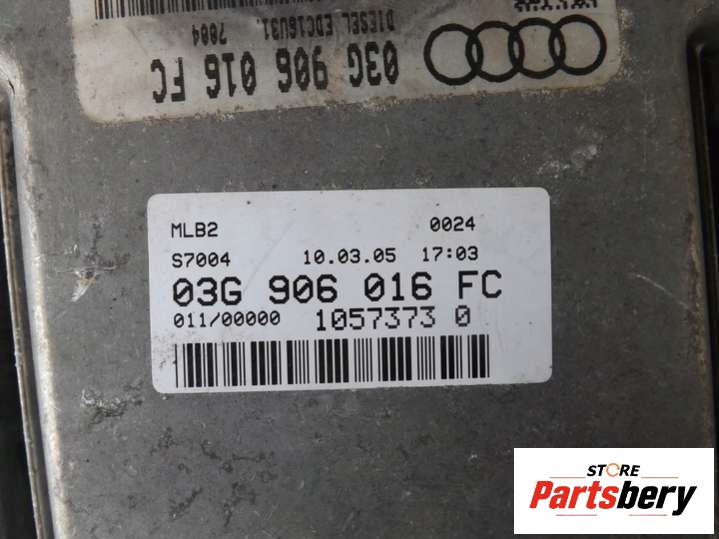 DIESEL EDC16U31. 7004
03G 906 016 FC
MLB2 0024
S7004 10.03.05 17:03
03G 906 016 FC
011/00000 1057373 0
STORE
Partsbery